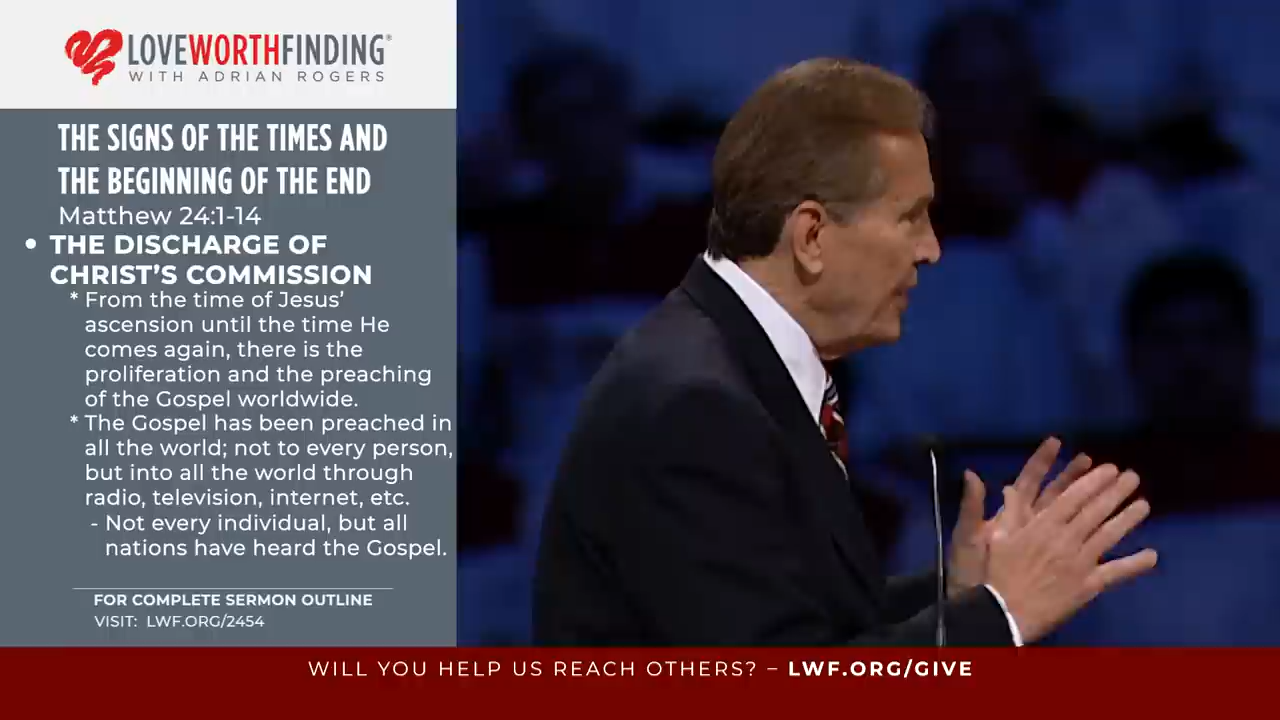 LOVEWORTHFINDING®
WITH ADRIAN ROGERS
THE SIGNS OF THE TIMES AND
THE BEGINNING OF THE END
Matthew 24:1-14
• THE DISCHARGE OF
CHRIST'S COMMISSION
* From the time of Jesus'
ascension until the time He
comes again, there is the
proliferation and the preaching
of the Gospel worldwide.
* The Gospel has been preached in
all the world; not to every person,
but into all the world through
radio, television, internet, etc.
- Not every individual, but all
nations have heard the Gospel.
FOR COMPLETE SERMON OUTLINE
VISIT: LWF.ORG/2454
WILL YOU HELP US REACH OTHERS? – LWF.ORG/GIVE